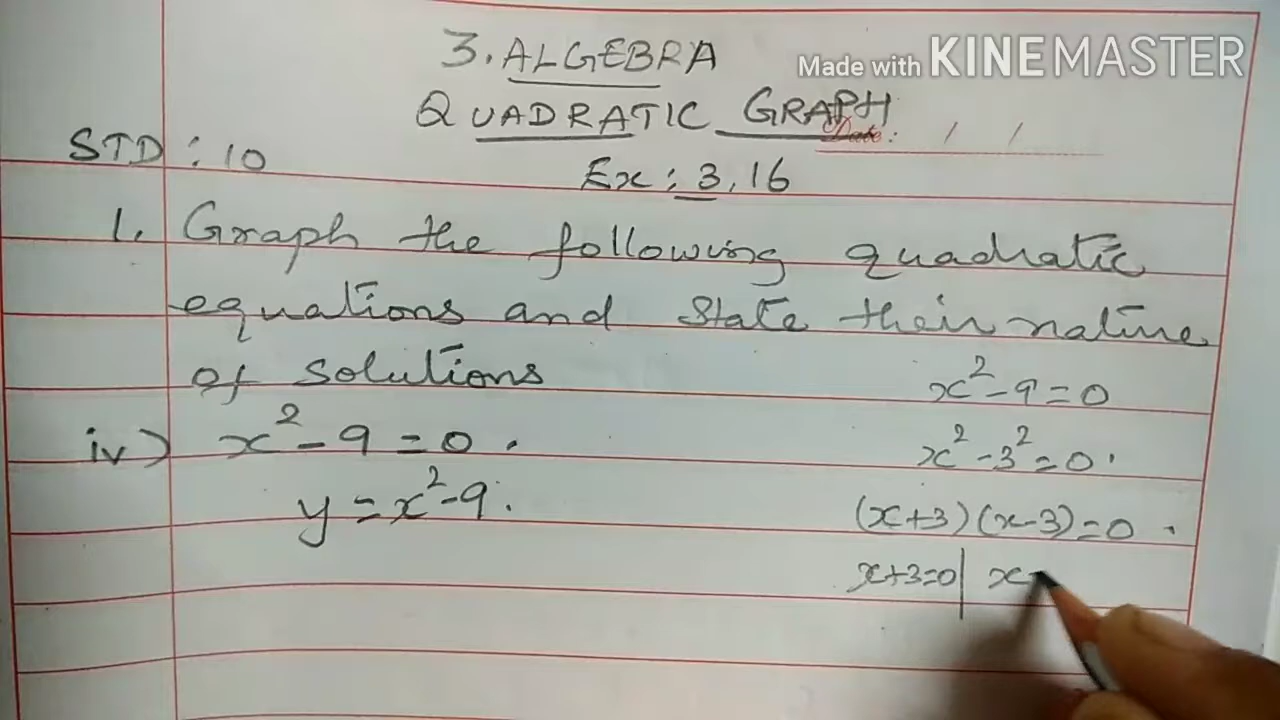 3. ALGEBRA
Made with KINEMASTER
QUADRATIC GRAPH
Date: / /
STD : 10
Ex : 3.16
1. Graph the following quadratic
equations and state their nature
of solutions
x² - 9 = 0
iv) x² - 9 = 0.
x² - 3² = 0.
y = x² - 9.
(x+3)(x-3) = 0.
x+3=0 | x-